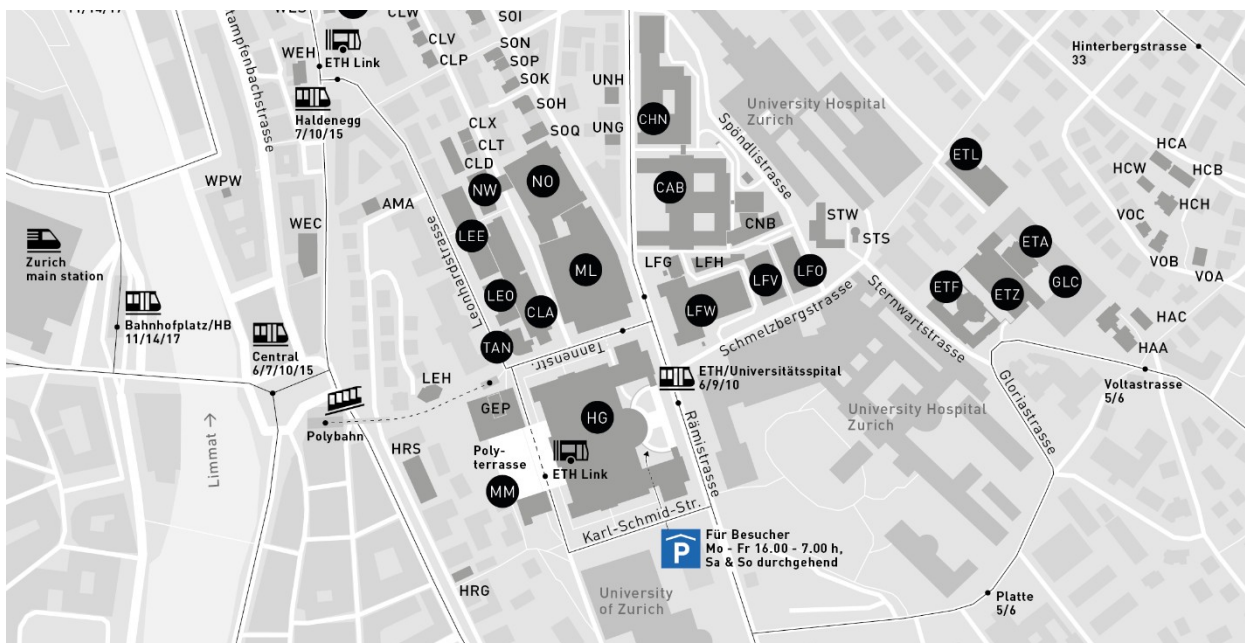 11/14/17
WES
CLW
SOI
Hinterbergstrasse
33
Stampfenbachstrasse
WEH
ETH Link
CLV
CLP
SON
SOP
SOK
UNH
SOH
UNG
SOQ
CHN
University Hospital
Zurich
Spöndlistrasse
Haldenegg
7/10/15
CLX
CLT
CLD
NW
NO
CAB
ETL
HCA
HCW
HCB
HCH
WPW
AMA
WEC
LEE
Leonhardstrasse
ML
CNB
STW
STS
VOC
VOB
VOA
ETA
Zurich
main station
LFG
LFH
LFV
LFO
LEO
CLA
LFW
ETF
ETZ
GLC
Bahnhofplatz/HB
11/14/17
Central
6/7/10/15
TAN
Tannenstr.
Schmelzbergstrasse
Sternwartstrasse
HAC
HAA
ETH/Universitätsspital
6/9/10
Voltastrasse
5/6
LEH
GEP
HG
Limmat →
Polybahn
Poly-
terrasse
ETH Link
HRS
MM
Rämistrasse
University Hospital
Zurich
Gloriastrasse
Karl-Schmid-Str.
P
Für Besucher
Mo - Fr 16.00 - 7.00 h,
Sa & So durchgehend
HRG
University
of Zurich
Platte
5/6